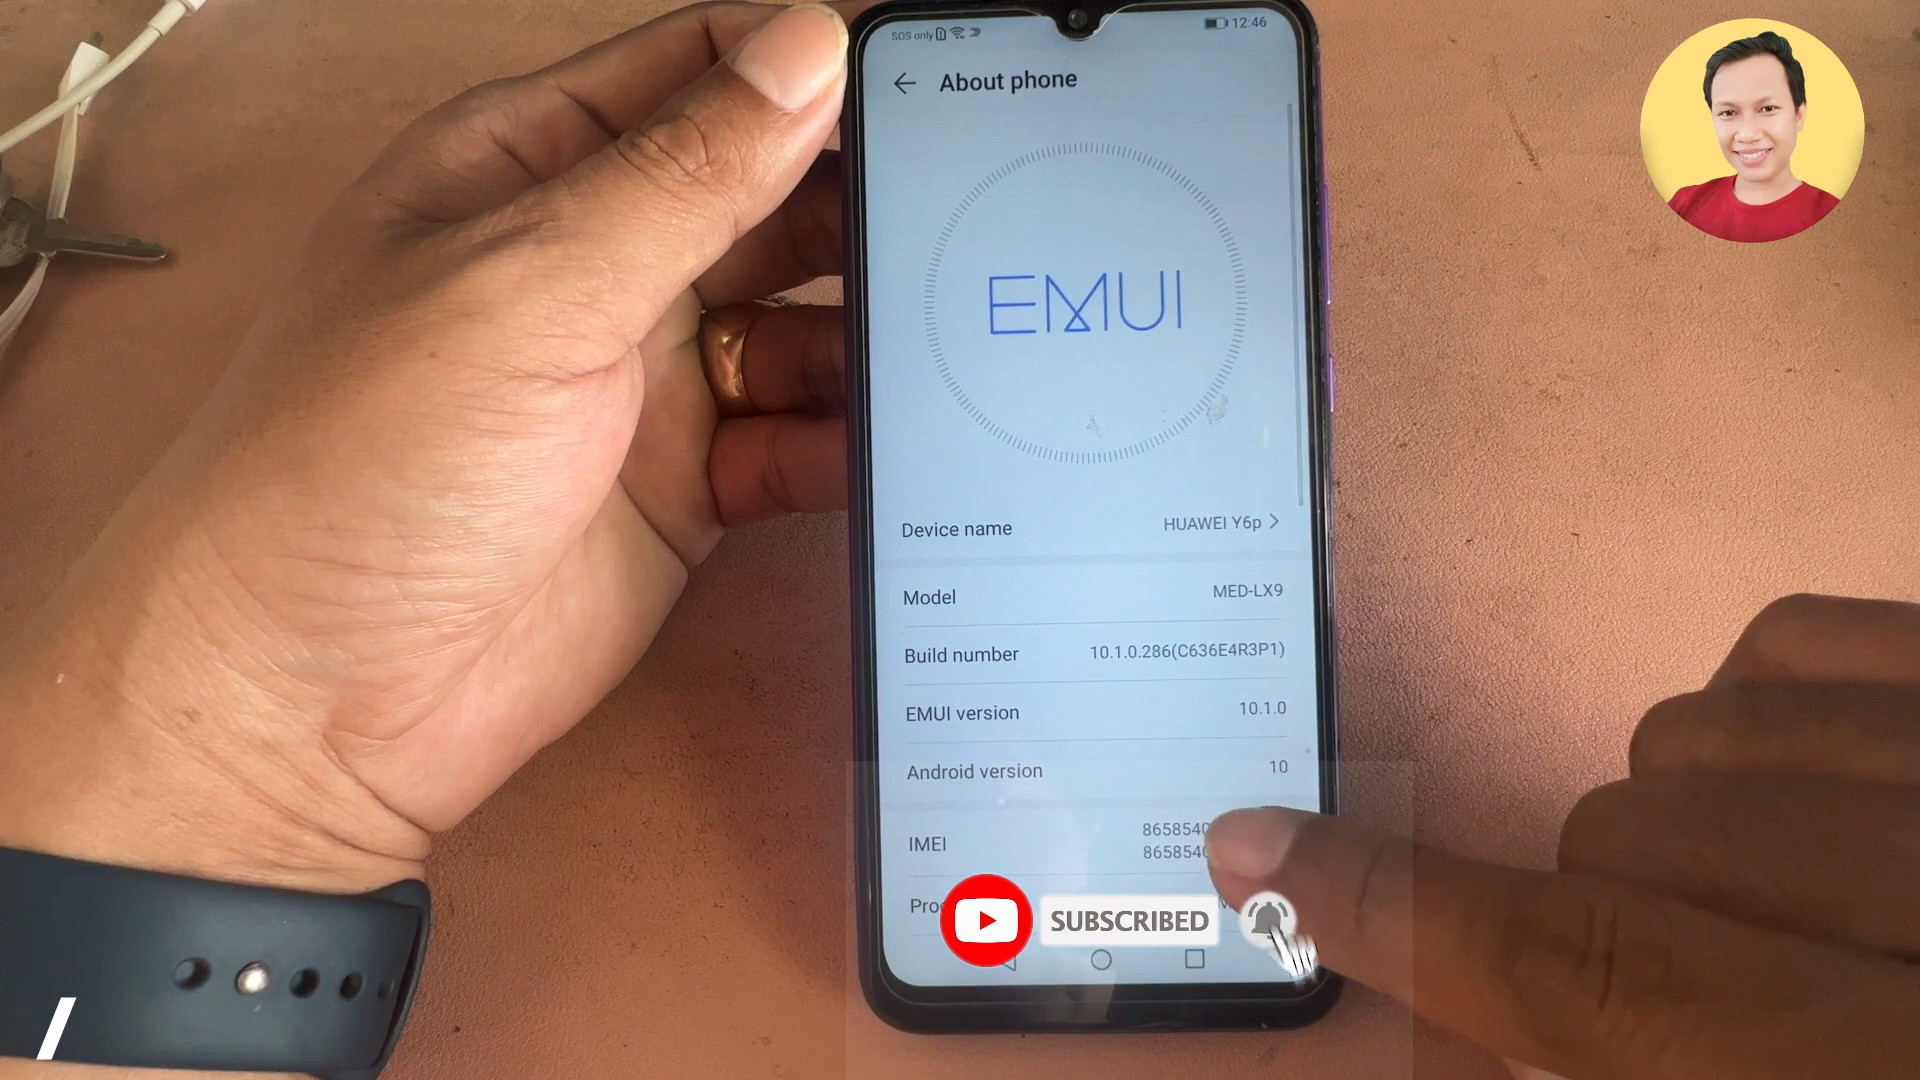 SOS only
12:46
About phone
EMUI
Device name HUAWEI Y6p
Model MED-LX9
Build number 10.1.0.286(C636E4R3P1)
EMUI version 10.1.0
Android version 10
IMEI 8658540
865854
SUBSCRIBED